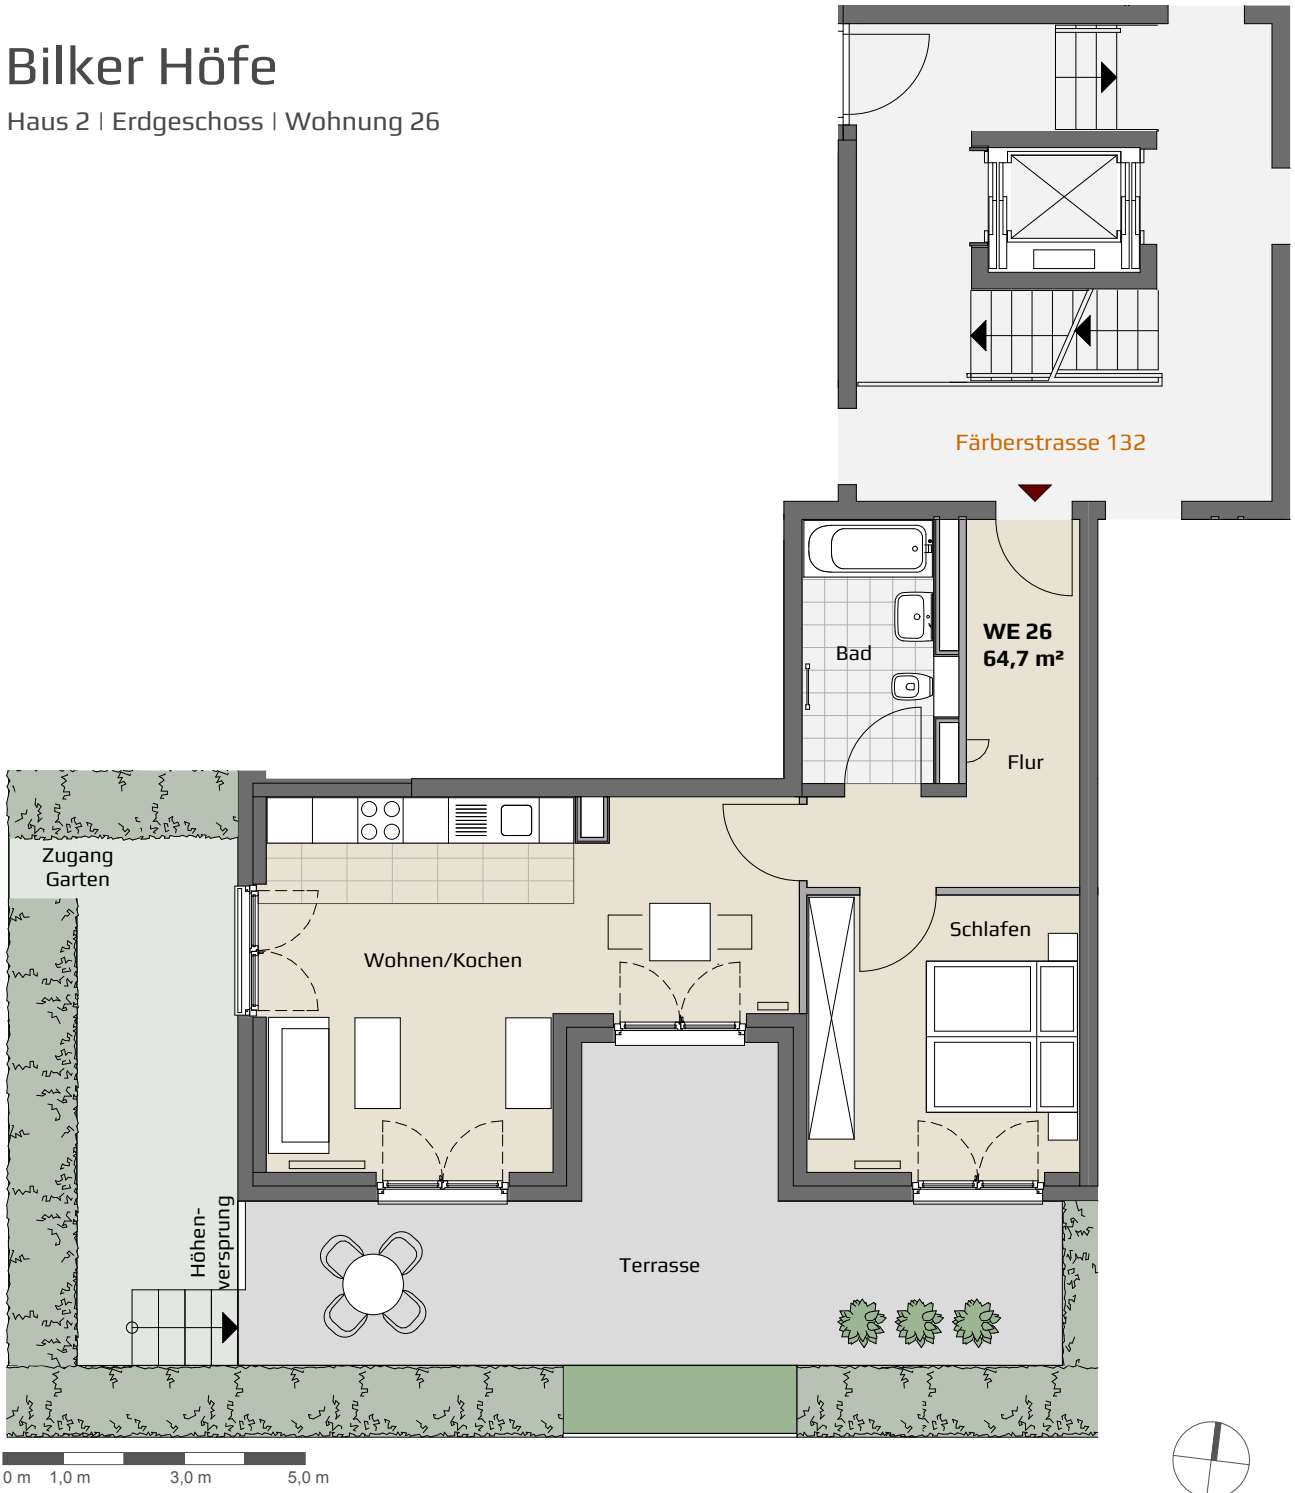 Bilker Höfe
Haus 2 | Erdgeschoss | Wohnung 26
Färberstrasse 132
WE 26
64,7 m²
Bad
Flur
Zugang
Garten
Schlafen
Wohnen/Kochen
Höhen-
versprung
Terrasse
0 m 1,0 m 3,0 m 5,0 m